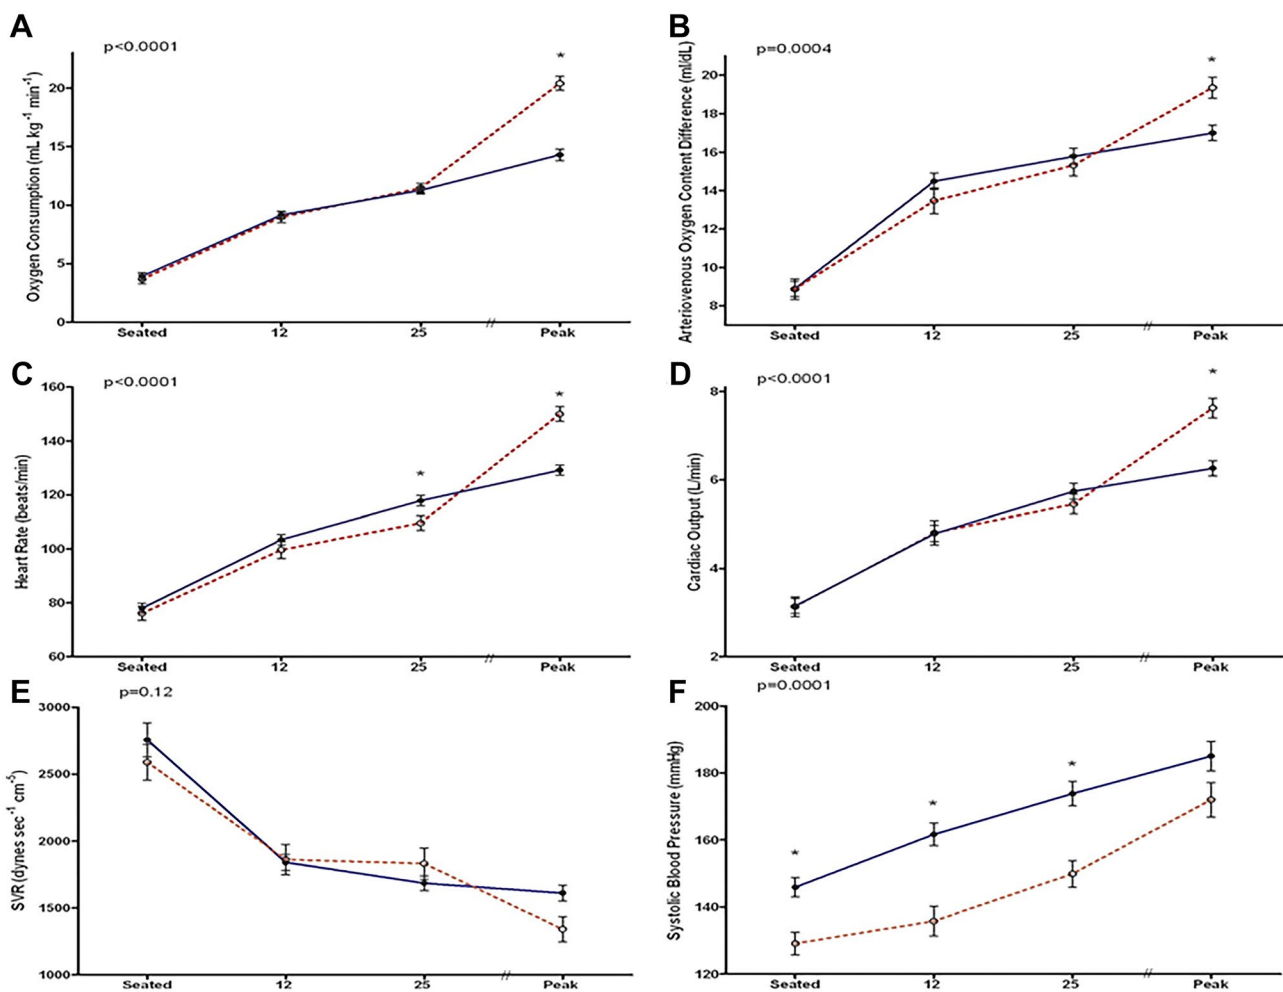 A
p<0.0001
*
Oxygen Consumption (mL kg⁻¹ min⁻¹)
20
15
10
5
0
Seated 12 25 // Peak
B
p=0.0004
*
Arteriovenous Oxygen Content Difference (ml/dL)
20
18
16
14
12
10
8
Seated 12 25 // Peak
C
p<0.0001
*
*
Heart Rate (beats/min)
160
140
120
100
80
60
Seated 12 25 // Peak
D
p<0.0001
*
Cardiac Output (L/min)
8
6
4
2
Seated 12 25 // Peak
E
p=0.12
SVR (dynes sec⁻¹ cm⁻⁵)
3000
2500
2000
1500
1000
Seated 12 25 // Peak
F
p=0.0001
*
*
*
Systolic Blood Pressure (mmHg)
200
180
160
140
120
Seated 12 25 // Peak